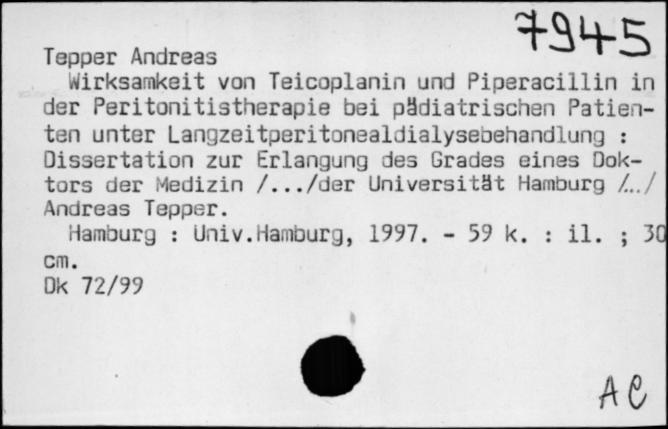 7945
Tepper Andreas
Wirksamkeit von Teicoplanin und Piperacillin in
der Peritonitistherapie bei pädiatrischen Patien-
ten unter Langzeitperitonealdialysebehandlung :
Dissertation zur Erlangung des Grades eines Dok-
tors der Medizin /.../der Universität Hamburg /../
Andreas Tepper.
Hamburg : Univ.Hamburg, 1997. - 59 k. : il. ; 30
cm.
Dk 72/99
AC